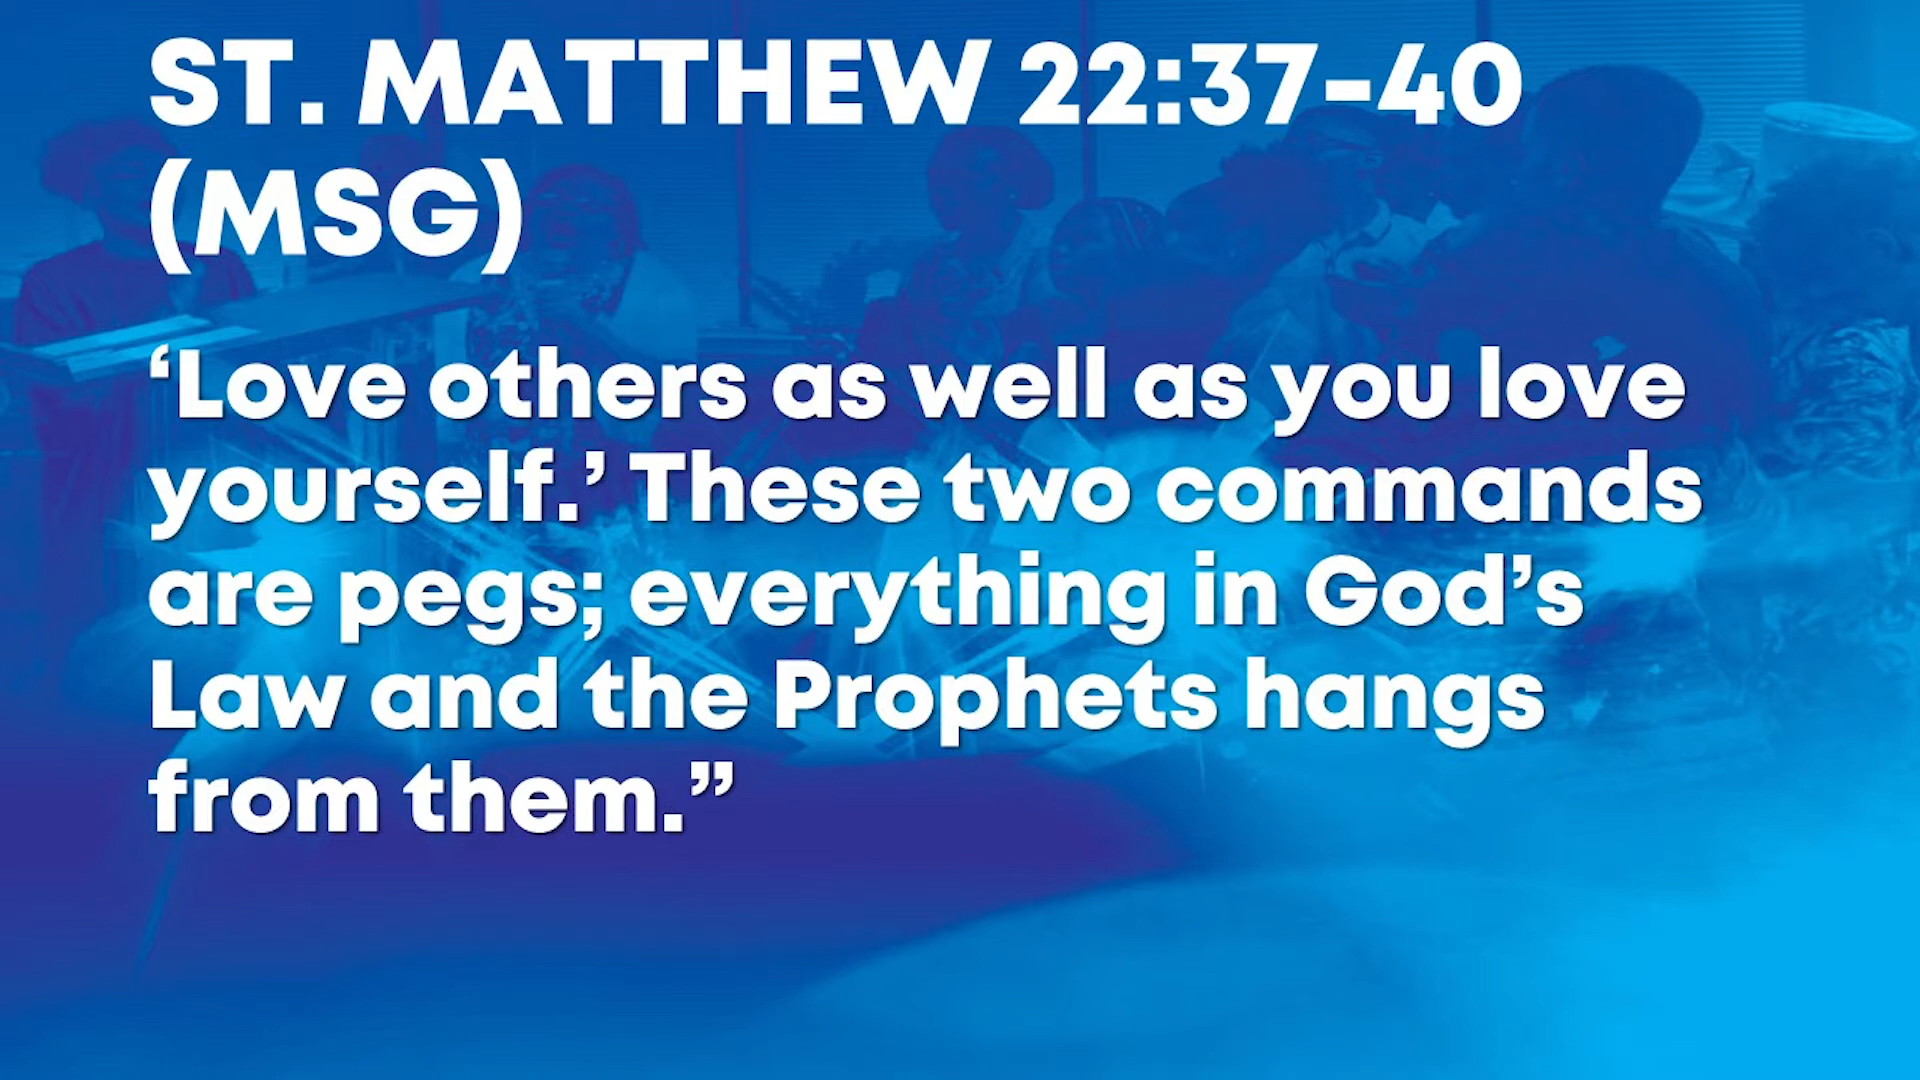 ST. MATTHEW 22:37-40
(MSG)
‘Love others as well as you love
yourself.’ These two commands
are pegs; everything in God’s
Law and the Prophets hangs
from them.”